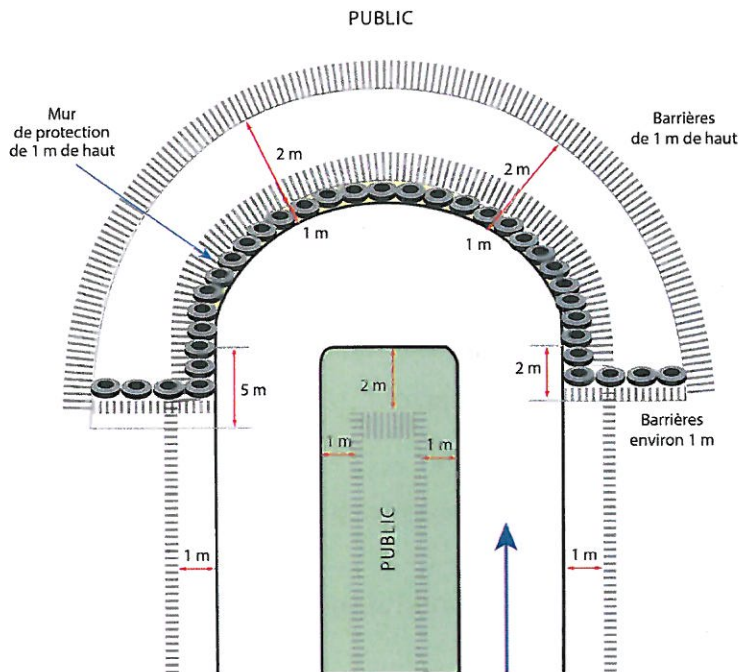 PUBLIC
Mur
de protection
de 1 m de haut
Barrières
de 1 m de haut
2 m
2 m
1 m
1 m
5 m
2 m
2 m
Barrières
environ 1 m
1 m
1 m
PUBLIC
1 m
1 m